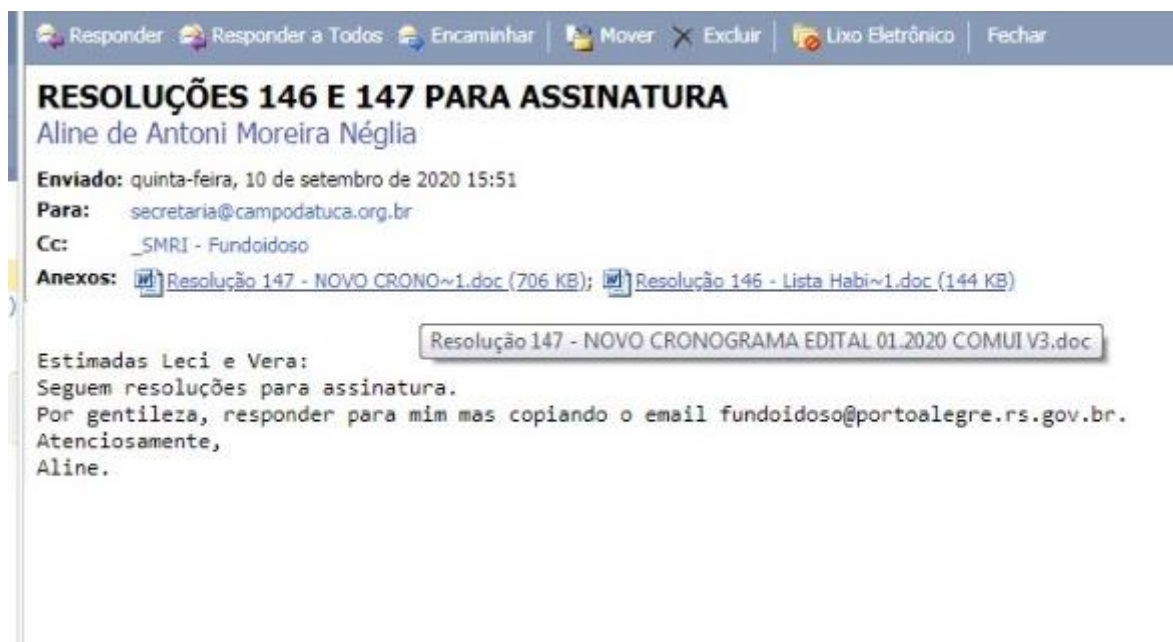 Responder Responder a Todos Encaminhar Mover Excluir Lixo Eletrônico Fechar
RESOLUÇÕES 146 E 147 PARA ASSINATURA
Aline de Antoni Moreira Néglia
Enviado: quinta-feira, 10 de setembro de 2020 15:51
Para: secretaria@campodatuca.org.br
Cc: _SMRI - Fundoidoso
Anexos: Resolução 147 - NOVO CRONO~1.doc (706 KB); Resolução 146 - Lista Habi~1.doc (144 KB)
Resolução 147 - NOVO CRONOGRAMA EDITAL 01.2020 COMUI V3.doc
Estimadas Leci e Vera:
Seguem resoluções para assinatura.
Por gentileza, responder para mim mas copiando o email fundoidoso@portoalegre.rs.gov.br.
Atenciosamente,
Aline.